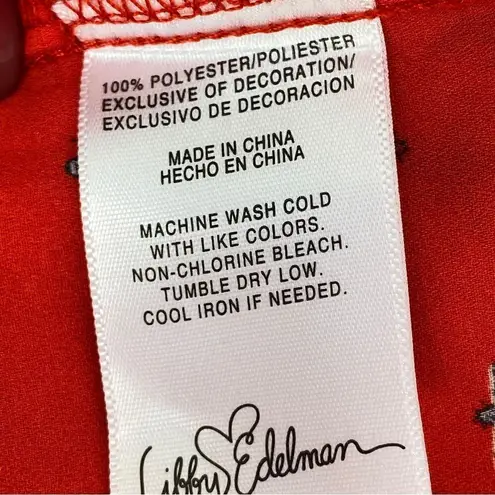 100% POLYESTER/POLIESTER
EXCLUSIVE OF DECORATION/
EXCLUSIVO DE DECORACION
MADE IN CHINA
HECHO EN CHINA
MACHINE WASH COLD
WITH LIKE COLORS.
NON-CHLORINE BLEACH.
TUMBLE DRY LOW.
COOL IRON IF NEEDED.
Libby Edelman